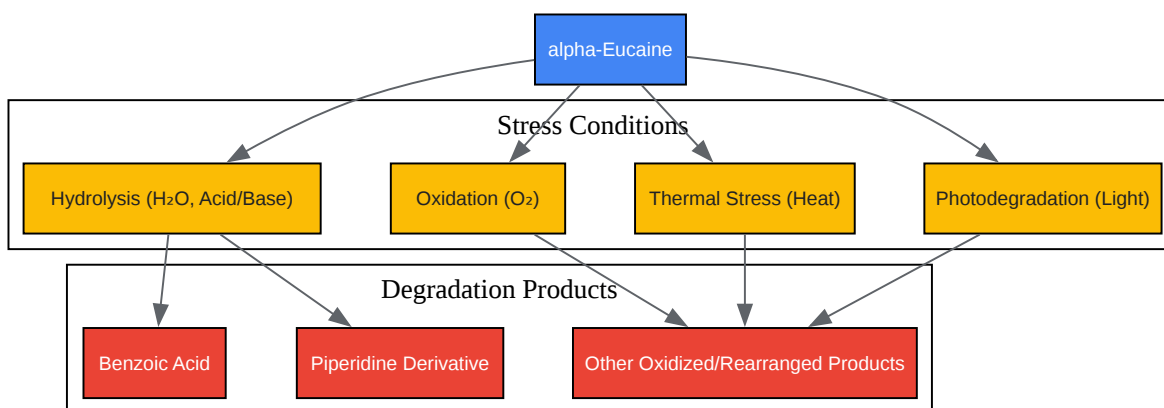 alpha-Eucaine
Stress Conditions
Hydrolysis (H₂O, Acid/Base)
Oxidation (O₂)
Thermal Stress (Heat)
Photodegradation (Light)
Degradation Products
Benzoic Acid
Piperidine Derivative
Other Oxidized/Rearranged Products